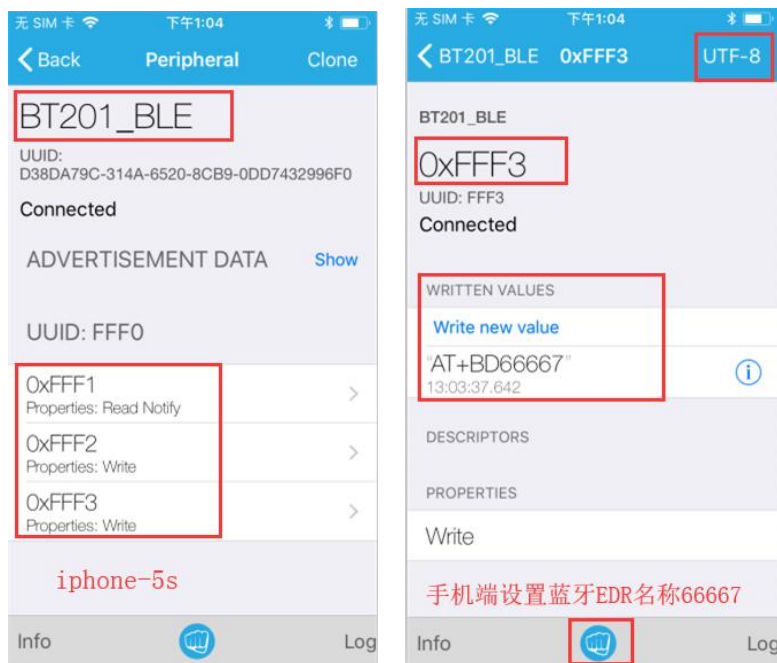 无 SIM 卡
下午1:04
Back
Peripheral
Clone
BT201_BLE
UUID:
D38DA79C-314A-6520-8CB9-0DD7432996F0
Connected
ADVERTISEMENT DATA
Show
UUID: FFF0
0xFFF1
Properties: Read Notify
0xFFF2
Properties: Write
0xFFF3
Properties: Write
iphone-5s
Info
Log
无 SIM 卡
下午1:04
BT201_BLE
0xFFF3
UTF-8
BT201_BLE
0xFFF3
UUID: FFF3
Connected
WRITTEN VALUES
Write new value
"AT+BD66667"
13:03:37.642
DESCRIPTORS
PROPERTIES
Write
手机端设置蓝牙EDR名称66667
Info
Log